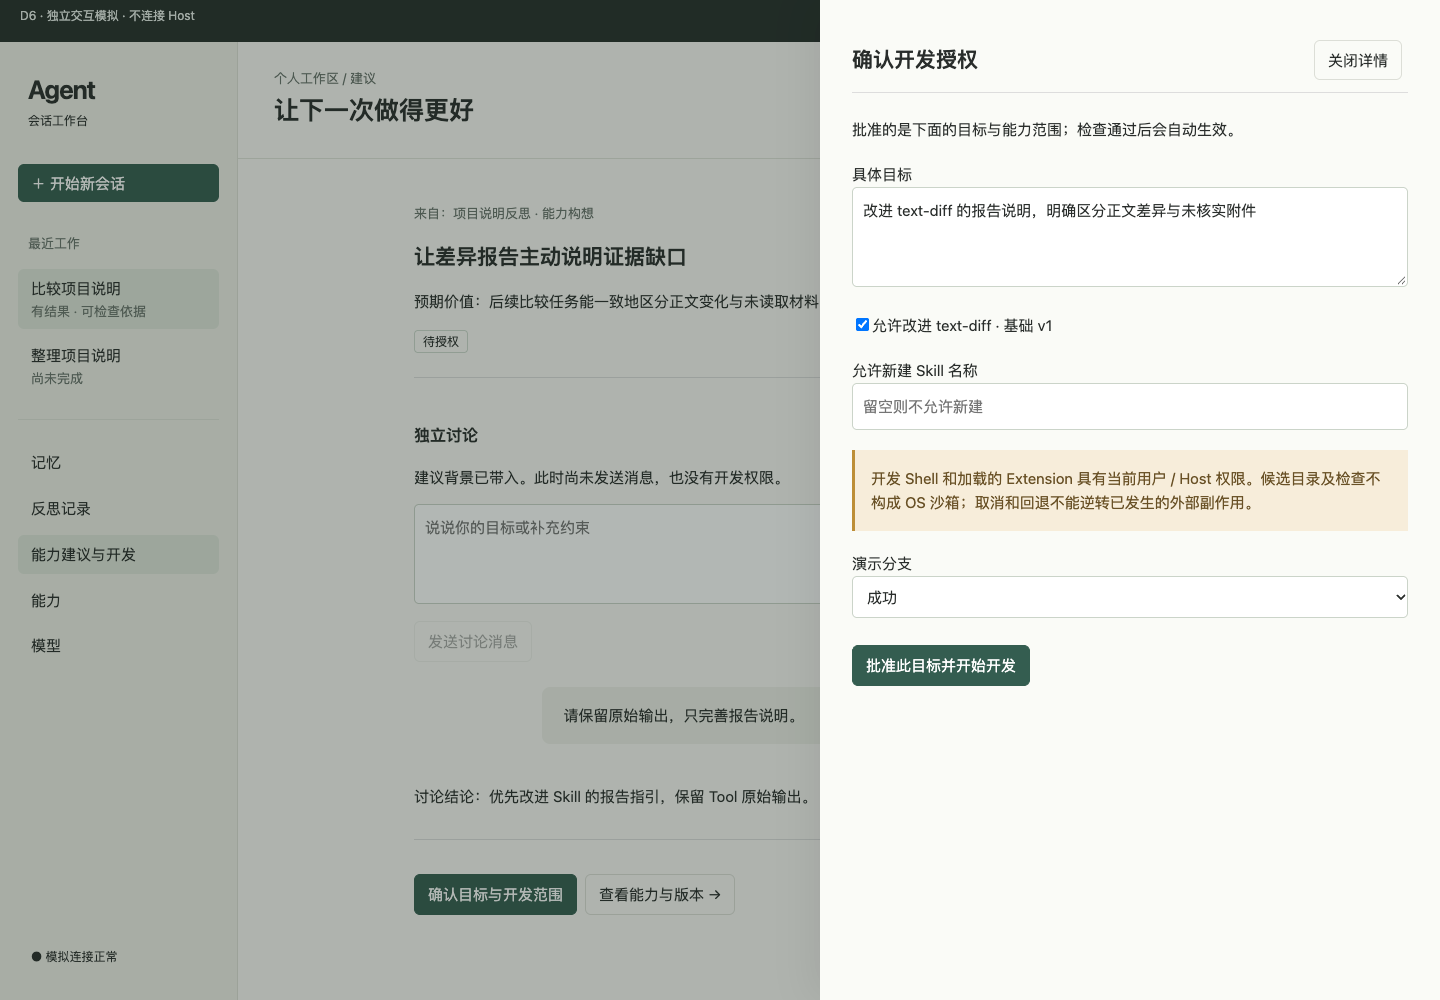 D6 · 独立交互模拟 · 不连接 Host
Agent
会话工作台
＋ 开始新会话
最近工作
比较项目说明
有结果 · 可检查依据
整理项目说明
尚未完成
记忆
反思记录
能力建议与开发
能力
模型
● 模拟连接正常
个人工作区 / 建议
让下一次做得更好
来自：项目说明反思 · 能力构想
让差异报告主动说明证据缺口
预期价值：后续比较任务能一致地区分正文变化与未读取材料
待授权
独立讨论
建议背景已带入。此时尚未发送消息，也没有开发权限。
说说你的目标或补充约束
发送讨论消息
请保留原始输出，只完善报告说明。
讨论结论：优先改进 Skill 的报告指引，保留 Tool 原始输出。
确认目标与开发范围
查看能力与版本 →
确认开发授权
关闭详情
批准的是下面的目标与能力范围；检查通过后会自动生效。
具体目标
改进 text-diff 的报告说明，明确区分正文差异与未核实附件
允许改进 text-diff · 基础 v1
允许新建 Skill 名称
留空则不允许新建
开发 Shell 和加载的 Extension 具有当前用户 / Host 权限。候选目录及检查不
构成 OS 沙箱；取消和回退不能逆转已发生的外部副作用。
演示分支
成功
批准此目标并开始开发